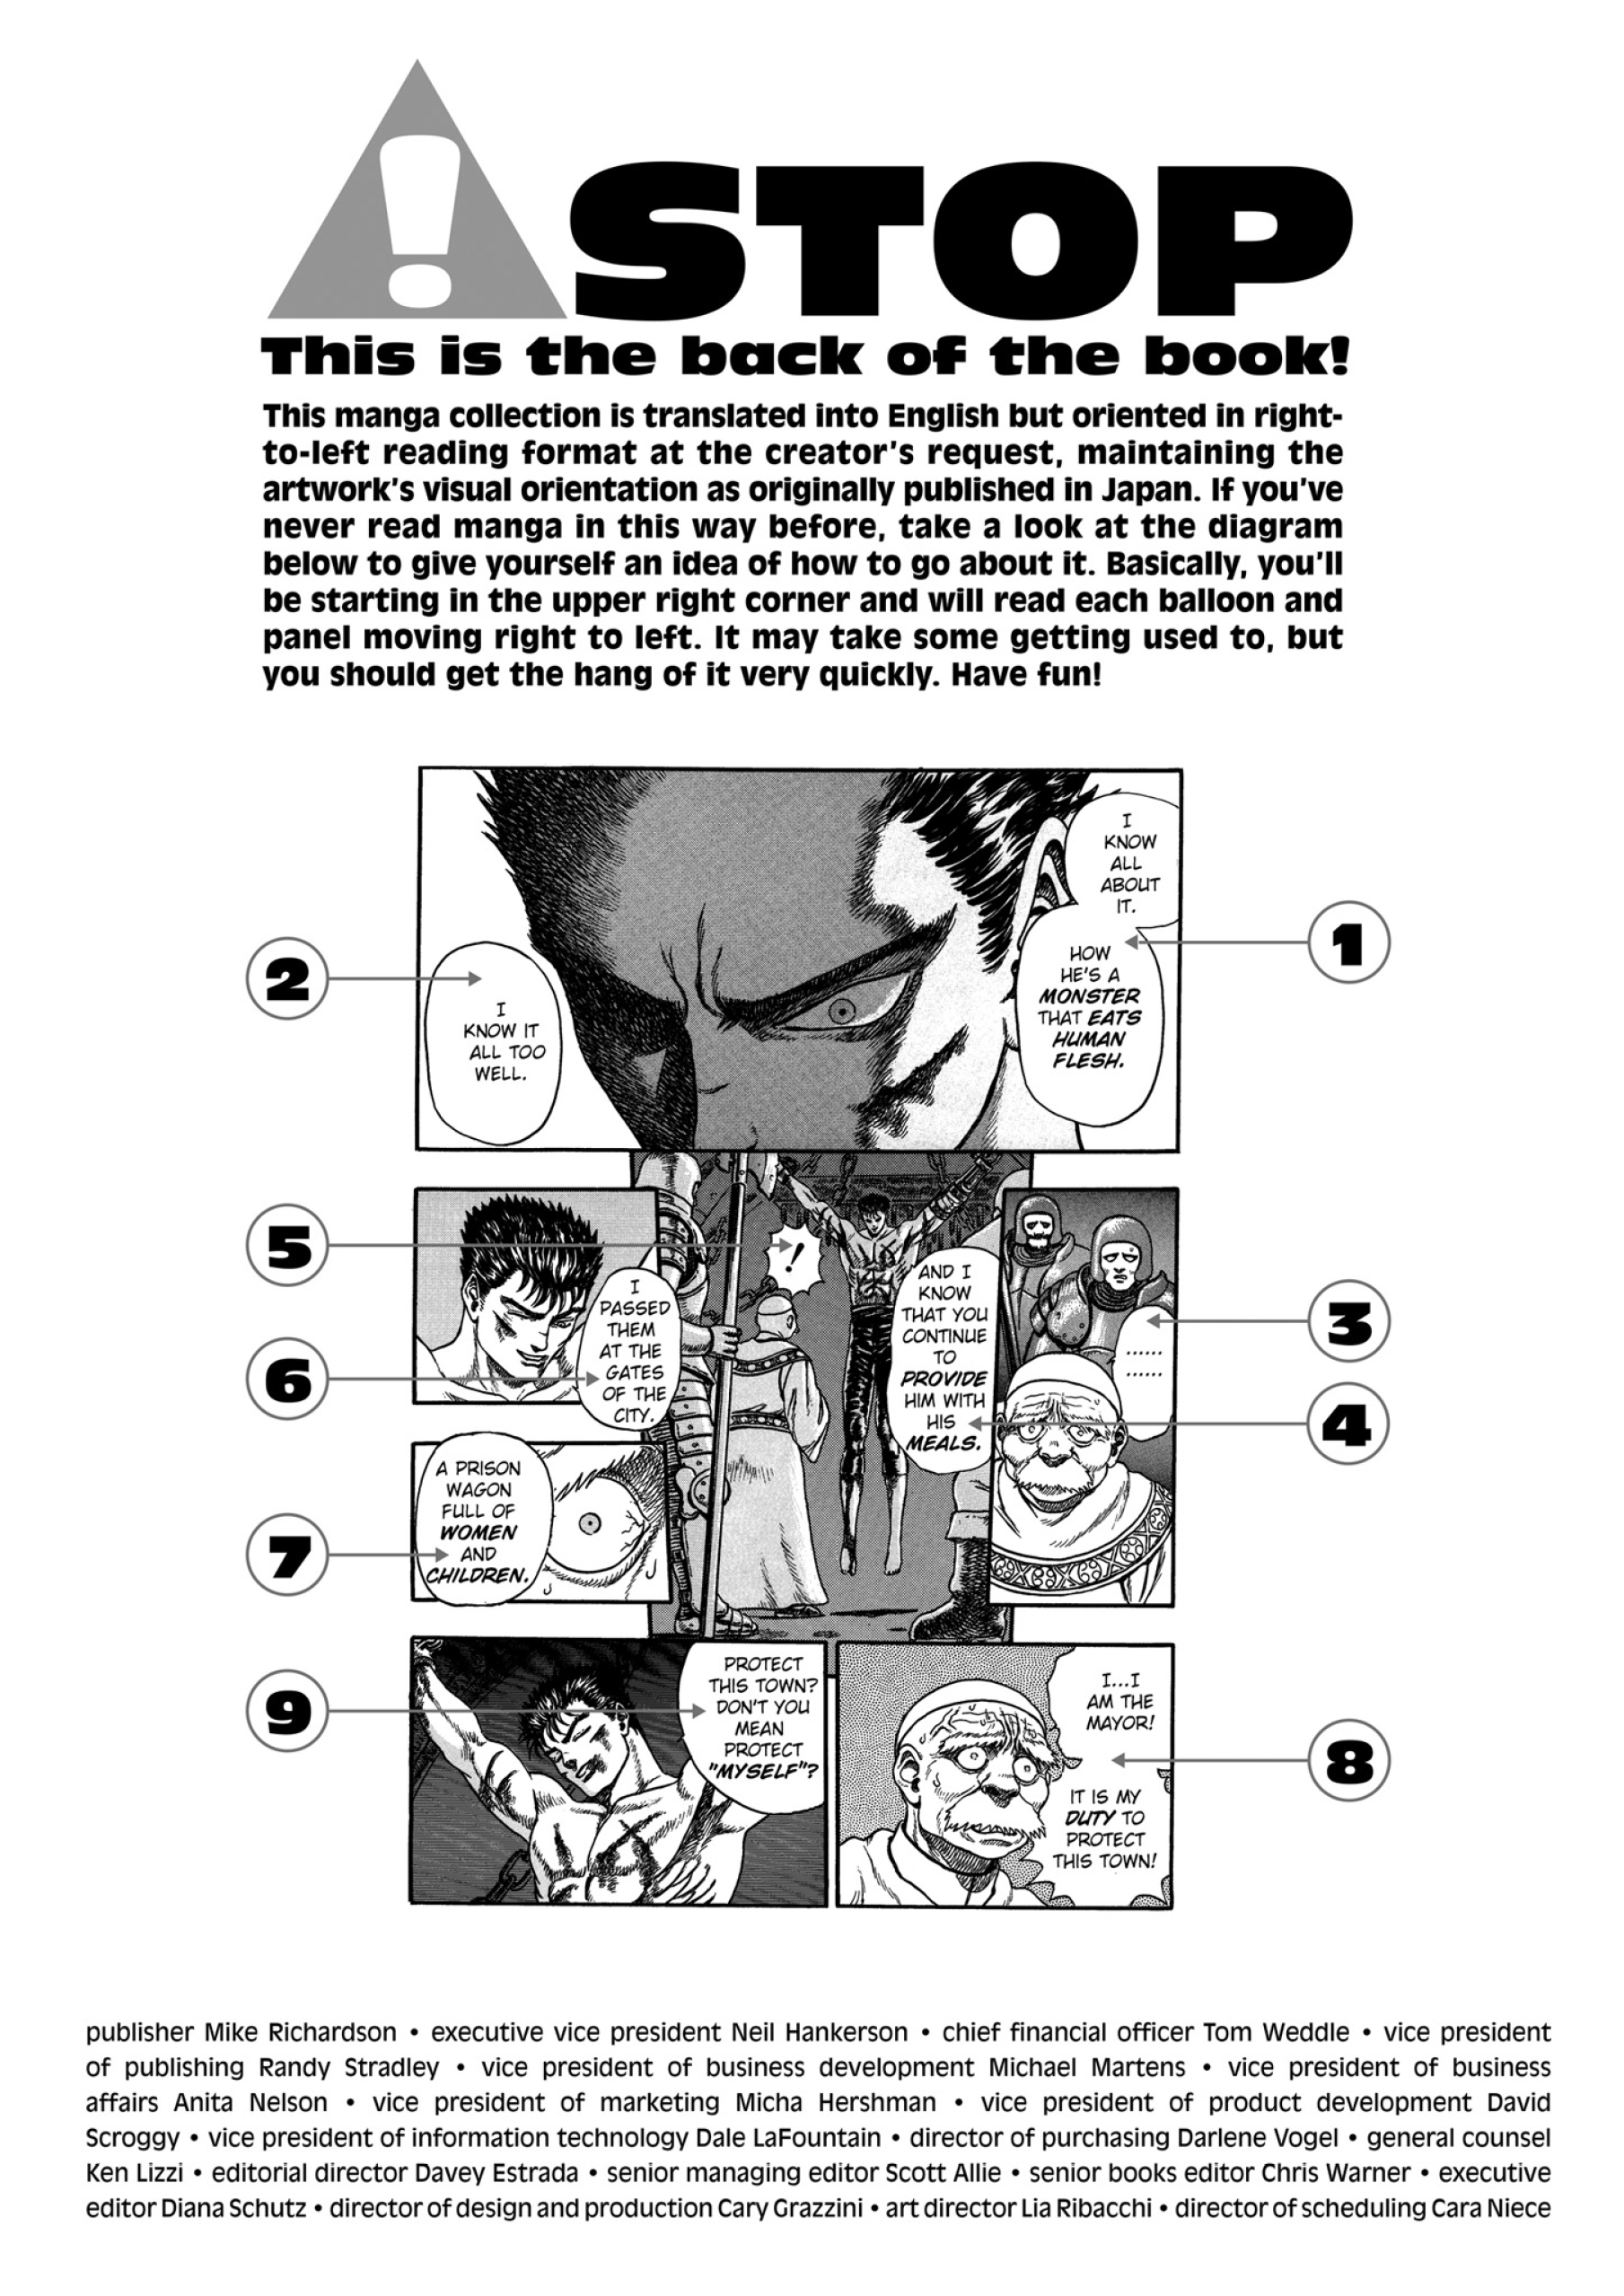 !
STOP
This is the back of the book!
This manga collection is translated into English but oriented in right-
to-left reading format at the creator's request, maintaining the
artwork's visual orientation as originally published in Japan. If you've
never read manga in this way before, take a look at the diagram
below to give yourself an idea of how to go about it. Basically, you'll
be starting in the upper right corner and will read each balloon and
panel moving right to left. It may take some getting used to, but
you should get the hang of it very quickly. Have fun!
1
I
KNOW
ALL
ABOUT
IT.
HOW
HE'S A
MONSTER
THAT EATS
HUMAN
FLESH.
2
I
KNOW IT
ALL TOO
WELL.
3
......
......
4
AND I
KNOW
THAT YOU
CONTINUE
TO
PROVIDE
HIM WITH
HIS
MEALS.
5
!
6
I
PASSED
THEM
AT THE
GATES
OF THE
CITY.
7
A PRISON
WAGON
FULL OF
WOMEN
AND
CHILDREN.
8
I...I
AM THE
MAYOR!
IT IS MY
DUTY TO
PROTECT
THIS TOWN!
9
PROTECT
THIS TOWN?
DON'T YOU
MEAN
PROTECT
"MYSELF"?
publisher Mike Richardson • executive vice president Neil Hankerson • chief financial officer Tom Weddle • vice president
of publishing Randy Stradley • vice president of business development Michael Martens • vice president of business
affairs Anita Nelson • vice president of marketing Micha Hershman • vice president of product development David
Scroggy • vice president of information technology Dale LaFountain • director of purchasing Darlene Vogel • general counsel
Ken Lizzi • editorial director Davey Estrada • senior managing editor Scott Allie • senior books editor Chris Warner • executive
editor Diana Schutz • director of design and production Cary Grazzini • art director Lia Ribacchi • director of scheduling Cara Niece